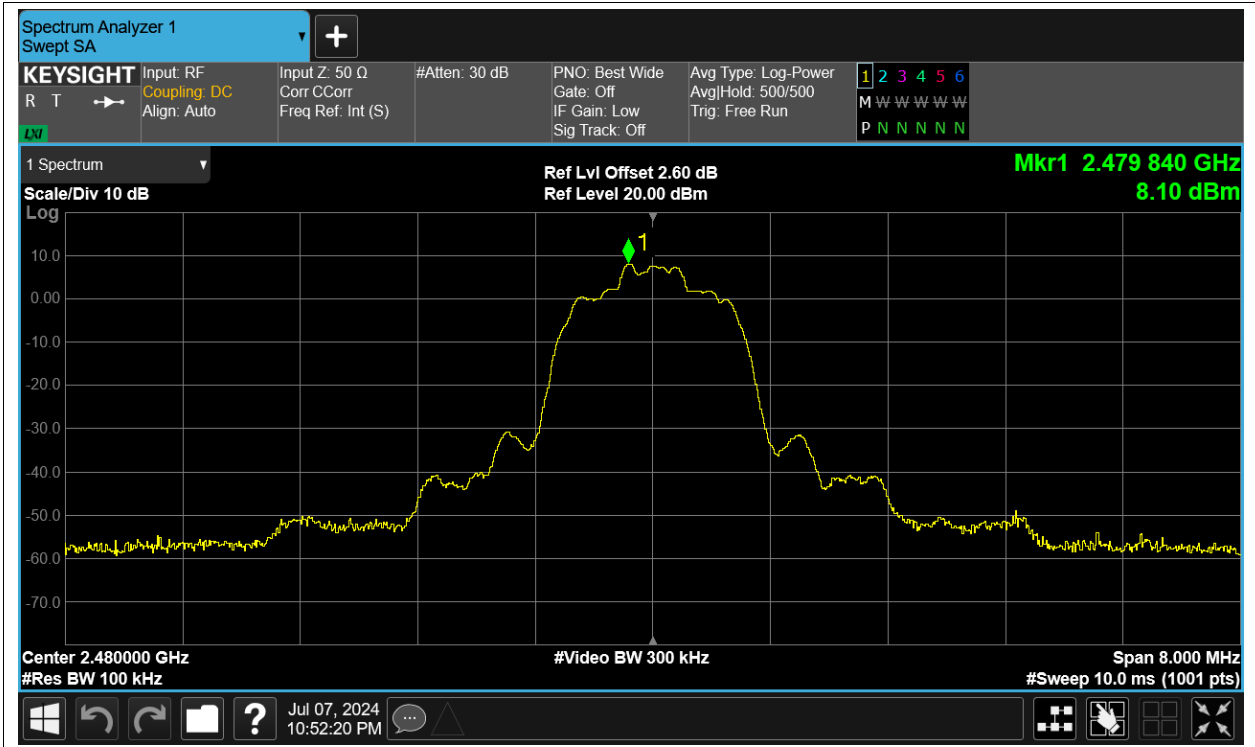 Spectrum Analyzer 1
Swept SA
+
KEYSIGHT
R T
LXI
Input: RF
Coupling: DC
Align: Auto
Input Z: 50 Ω
Corr CCorr
Freq Ref: Int (S)
#Atten: 30 dB
PNO: Best Wide
Gate: Off
IF Gain: Low
Sig Track: Off
Avg Type: Log-Power
Avg|Hold: 500/500
Trig: Free Run
1 2 3 4 5 6
M W W W W W W
P N N N N N N
1 Spectrum
Scale/Div 10 dB
Log
Ref Lvl Offset 2.60 dB
Ref Level 20.00 dBm
Mkr1 2.479 840 GHz
8.10 dBm
1
10.0
0.00
-10.0
-20.0
-30.0
-40.0
-50.0
-60.0
-70.0
Center 2.480000 GHz
#Res BW 100 kHz
#Video BW 300 kHz
Span 8.000 MHz
#Sweep 10.0 ms (1001 pts)
?
Jul 07, 2024
10:52:20 PM